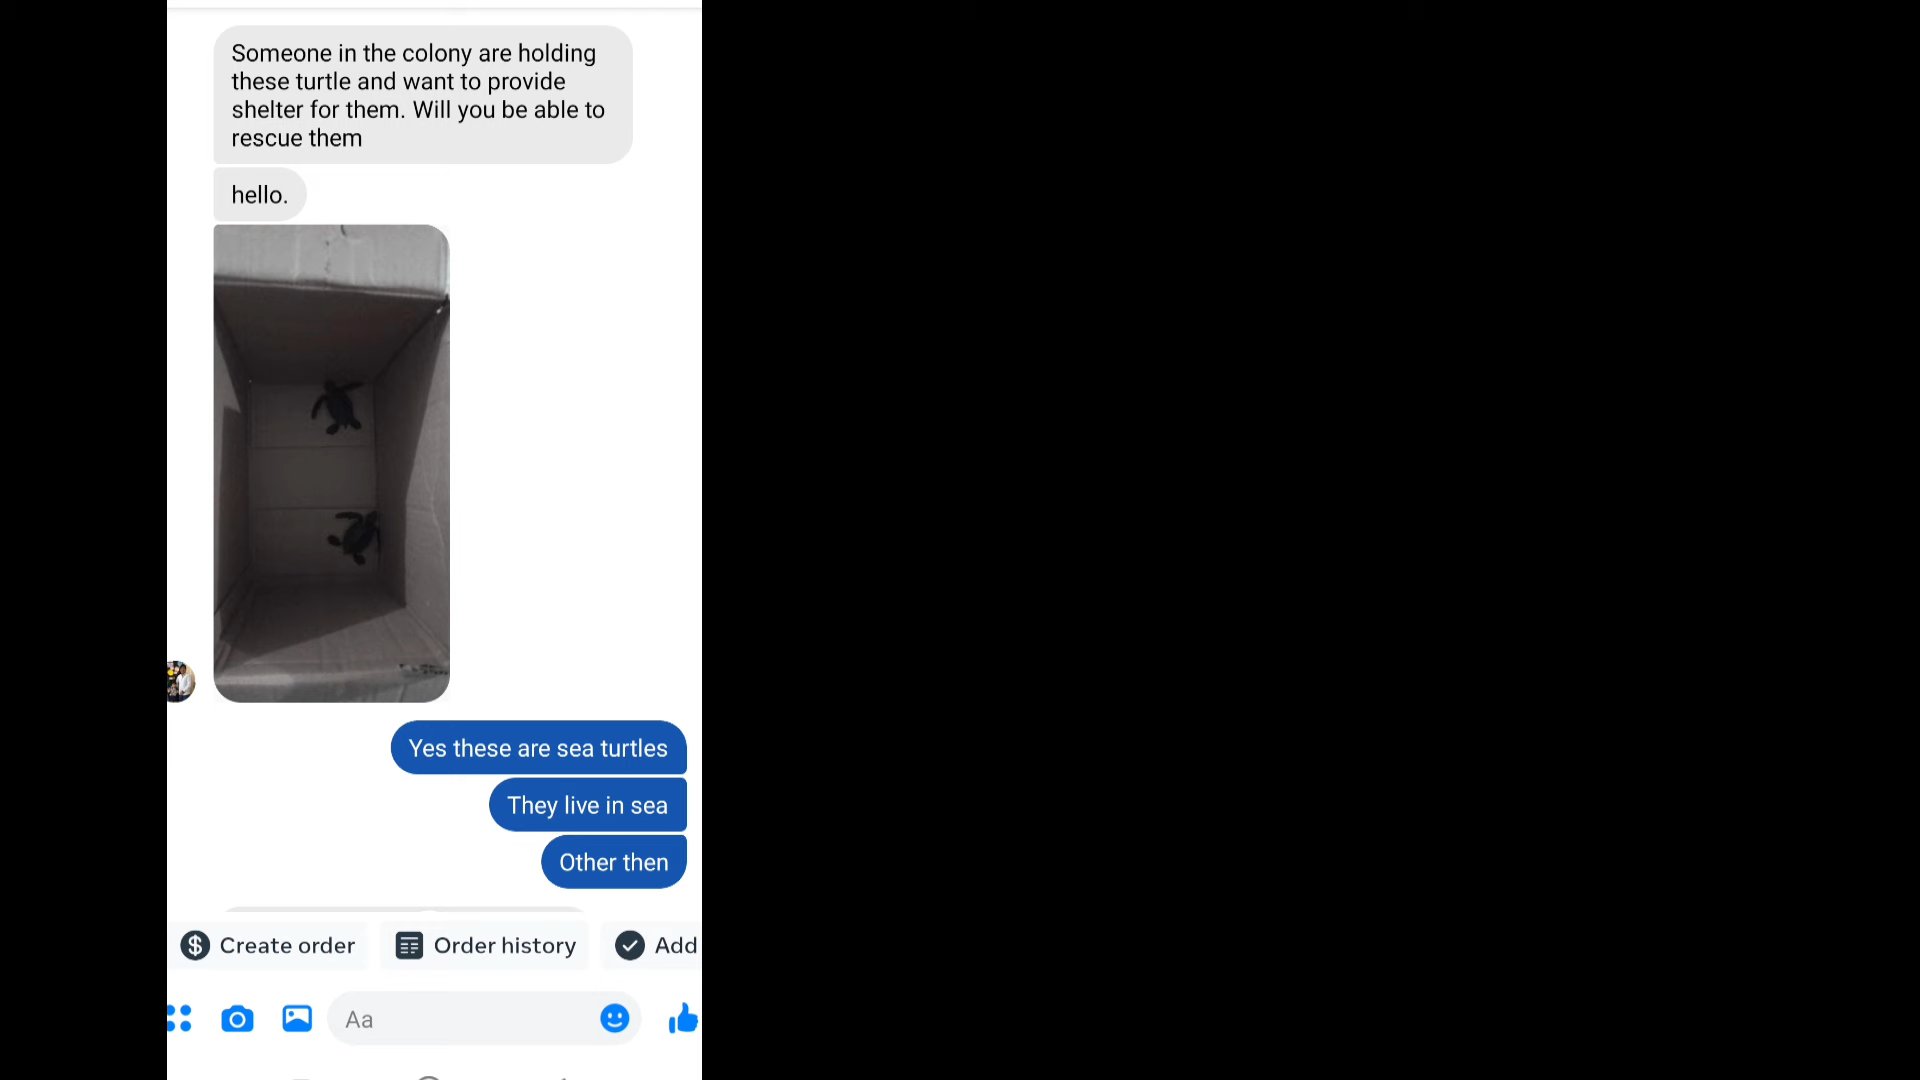 Someone in the colony are holding
these turtle and want to provide
shelter for them. Will you be able to
rescue them
hello.
Yes these are sea turtles
They live in sea
Other then
Create order
Order history
Add
Aa